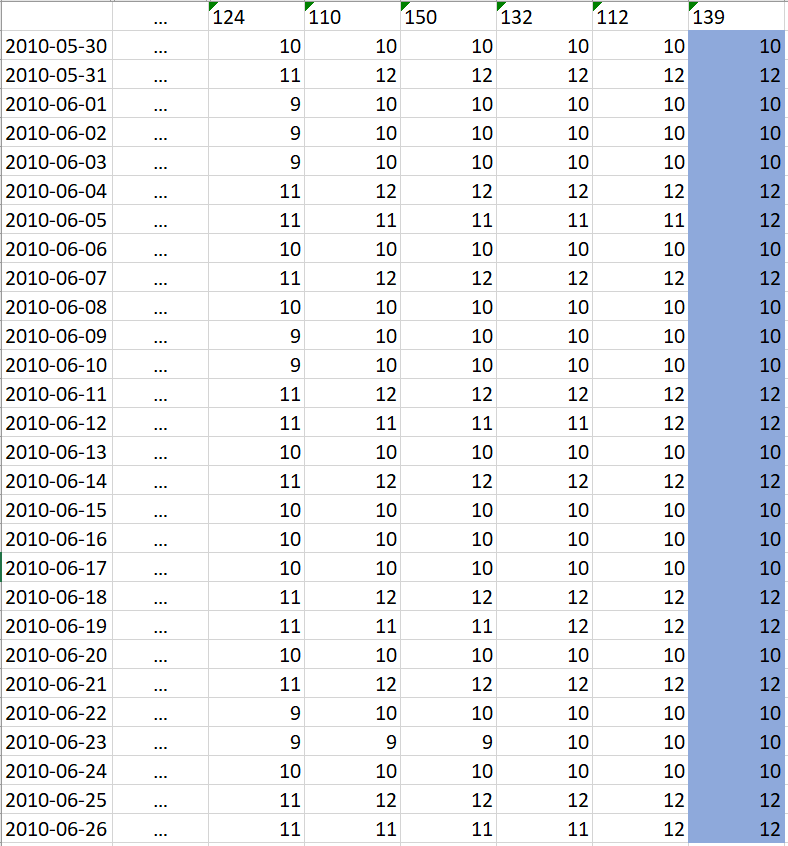 ... 124 110 150 132 112 139
2010-05-30 ... 10 10 10 10 10 10
2010-05-31 ... 11 12 12 12 12 12
2010-06-01 ... 9 10 10 10 10 10
2010-06-02 ... 9 10 10 10 10 10
2010-06-03 ... 9 10 10 10 10 10
2010-06-04 ... 11 12 12 12 12 12
2010-06-05 ... 11 11 11 11 11 12
2010-06-06 ... 10 10 10 10 10 10
2010-06-07 ... 11 12 12 12 12 12
2010-06-08 ... 10 10 10 10 10 10
2010-06-09 ... 9 10 10 10 10 10
2010-06-10 ... 9 10 10 10 10 10
2010-06-11 ... 11 12 12 12 12 12
2010-06-12 ... 11 11 11 11 12 12
2010-06-13 ... 10 10 10 10 10 10
2010-06-14 ... 11 12 12 12 12 12
2010-06-15 ... 10 10 10 10 10 10
2010-06-16 ... 10 10 10 10 10 10
2010-06-17 ... 10 10 10 10 10 10
2010-06-18 ... 11 12 12 12 12 12
2010-06-19 ... 11 11 11 12 12 12
2010-06-20 ... 10 10 10 10 10 10
2010-06-21 ... 11 12 12 12 12 12
2010-06-22 ... 9 10 10 10 10 10
2010-06-23 ... 9 9 9 10 10 10
2010-06-24 ... 10 10 10 10 10 10
2010-06-25 ... 11 12 12 12 12 12
2010-06-26 ... 11 11 11 11 12 12